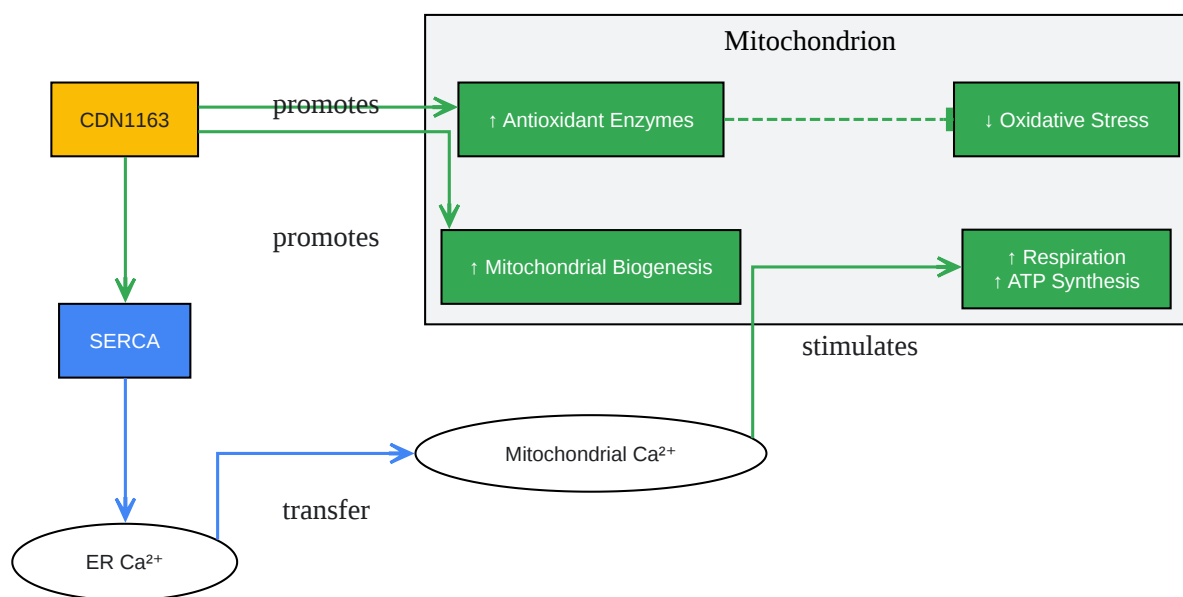 Mitochondrion
CDN1163
promotes
↑ Antioxidant Enzymes
↓ Oxidative Stress
promotes
↑ Mitochondrial Biogenesis
↑ Respiration
↑ ATP Synthesis
SERCA
stimulates
Mitochondrial Ca²⁺
transfer
ER Ca²⁺